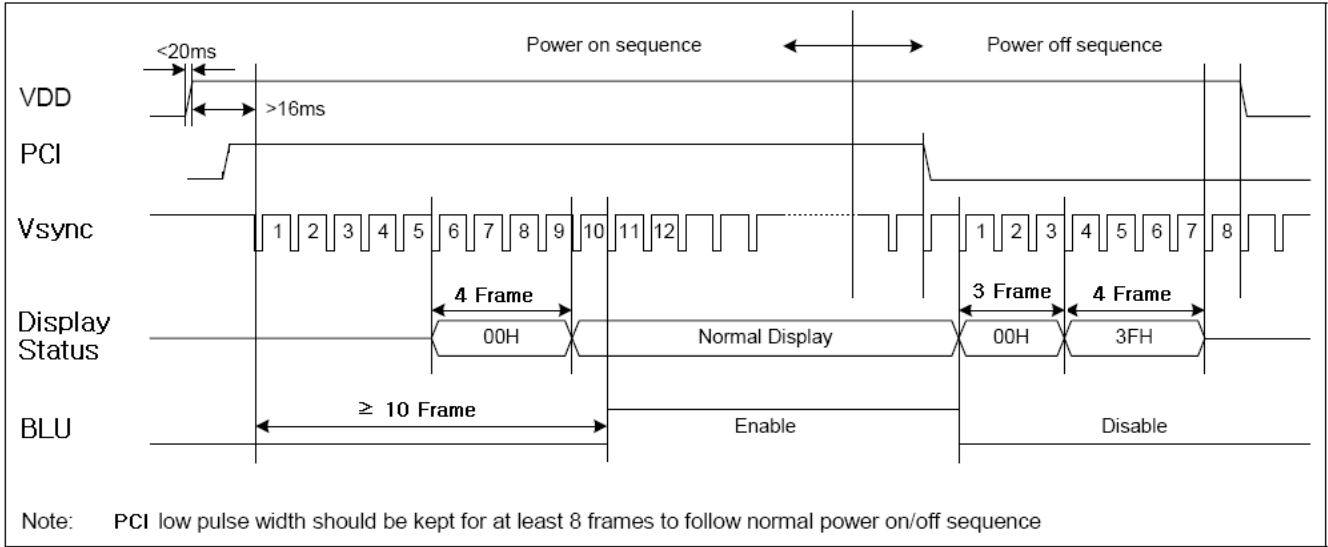 Power on sequence
Power off sequence
<20ms
VDD
>16ms
PCI
Vsync
1 2 3 4 5 6 7 8 9 10 11 12 1 2 3 4 5 6 7 8
4 Frame
3 Frame
4 Frame
Display
Status
00H
Normal Display
00H
3FH
≥ 10 Frame
BLU
Enable
Disable
Note: PCI low pulse width should be kept for at least 8 frames to follow normal power on/off sequence